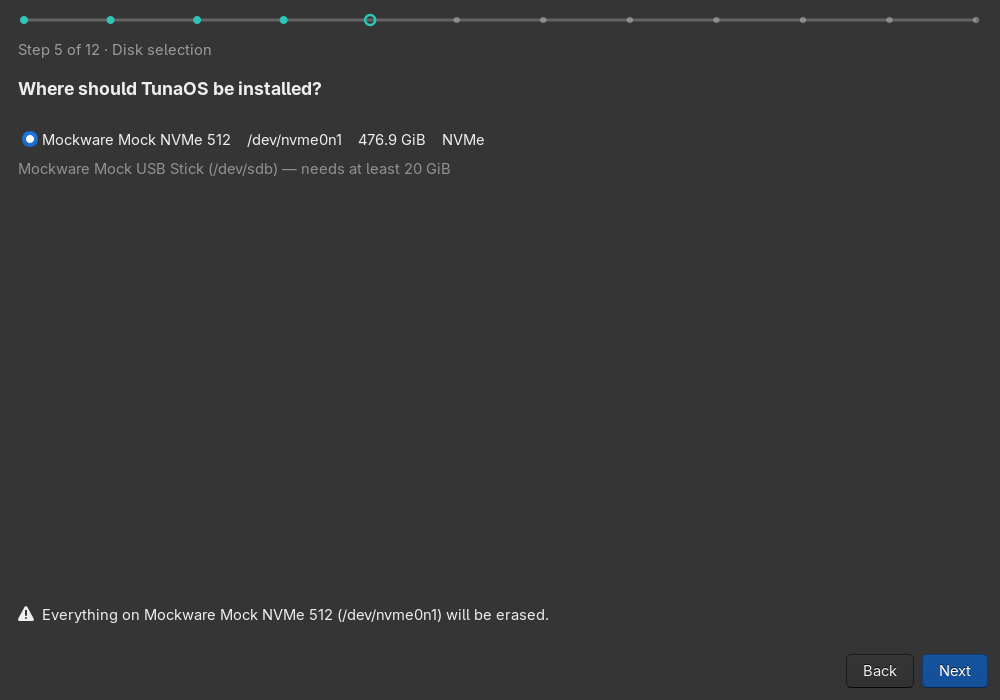 Step 5 of 12 · Disk selection
Where should TunaOS be installed?
Mockware Mock NVMe 512 /dev/nvme0n1 476.9 GiB NVMe
Mockware Mock USB Stick (/dev/sdb) — needs at least 20 GiB
Everything on Mockware Mock NVMe 512 (/dev/nvme0n1) will be erased.
Back Next